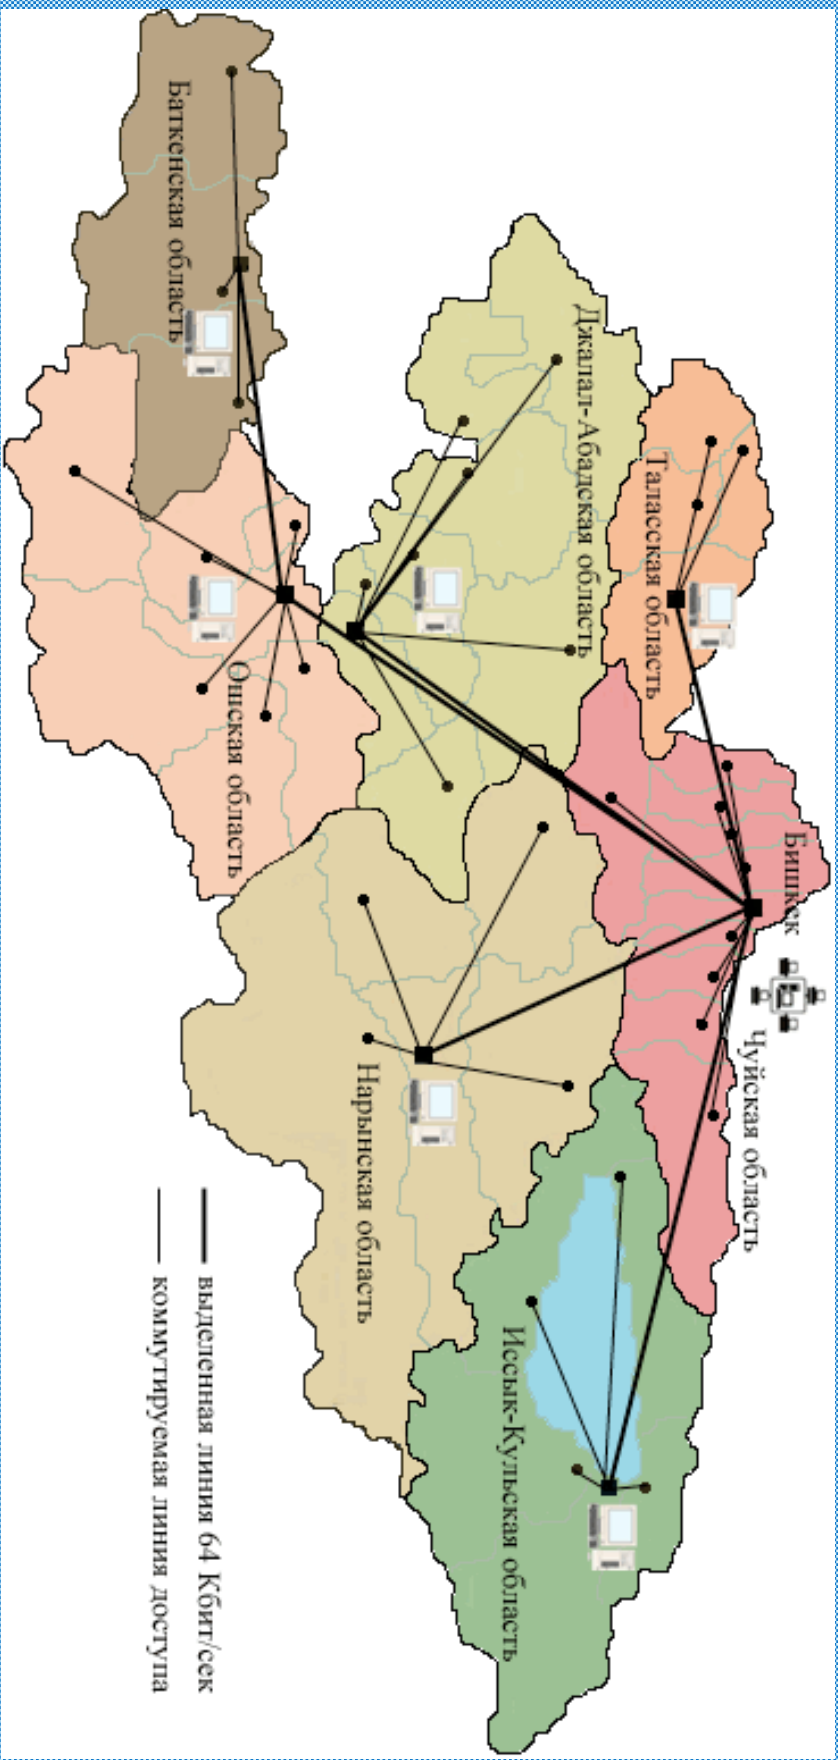 Бишкек
Чуйская область
Таласская область
Джалал-Абадская область
Иссык-Кульская область
Нарынская область
Ошская область
Баткенская область
выделенная линия 64 Кбит/сек
коммутируемая линия доступа